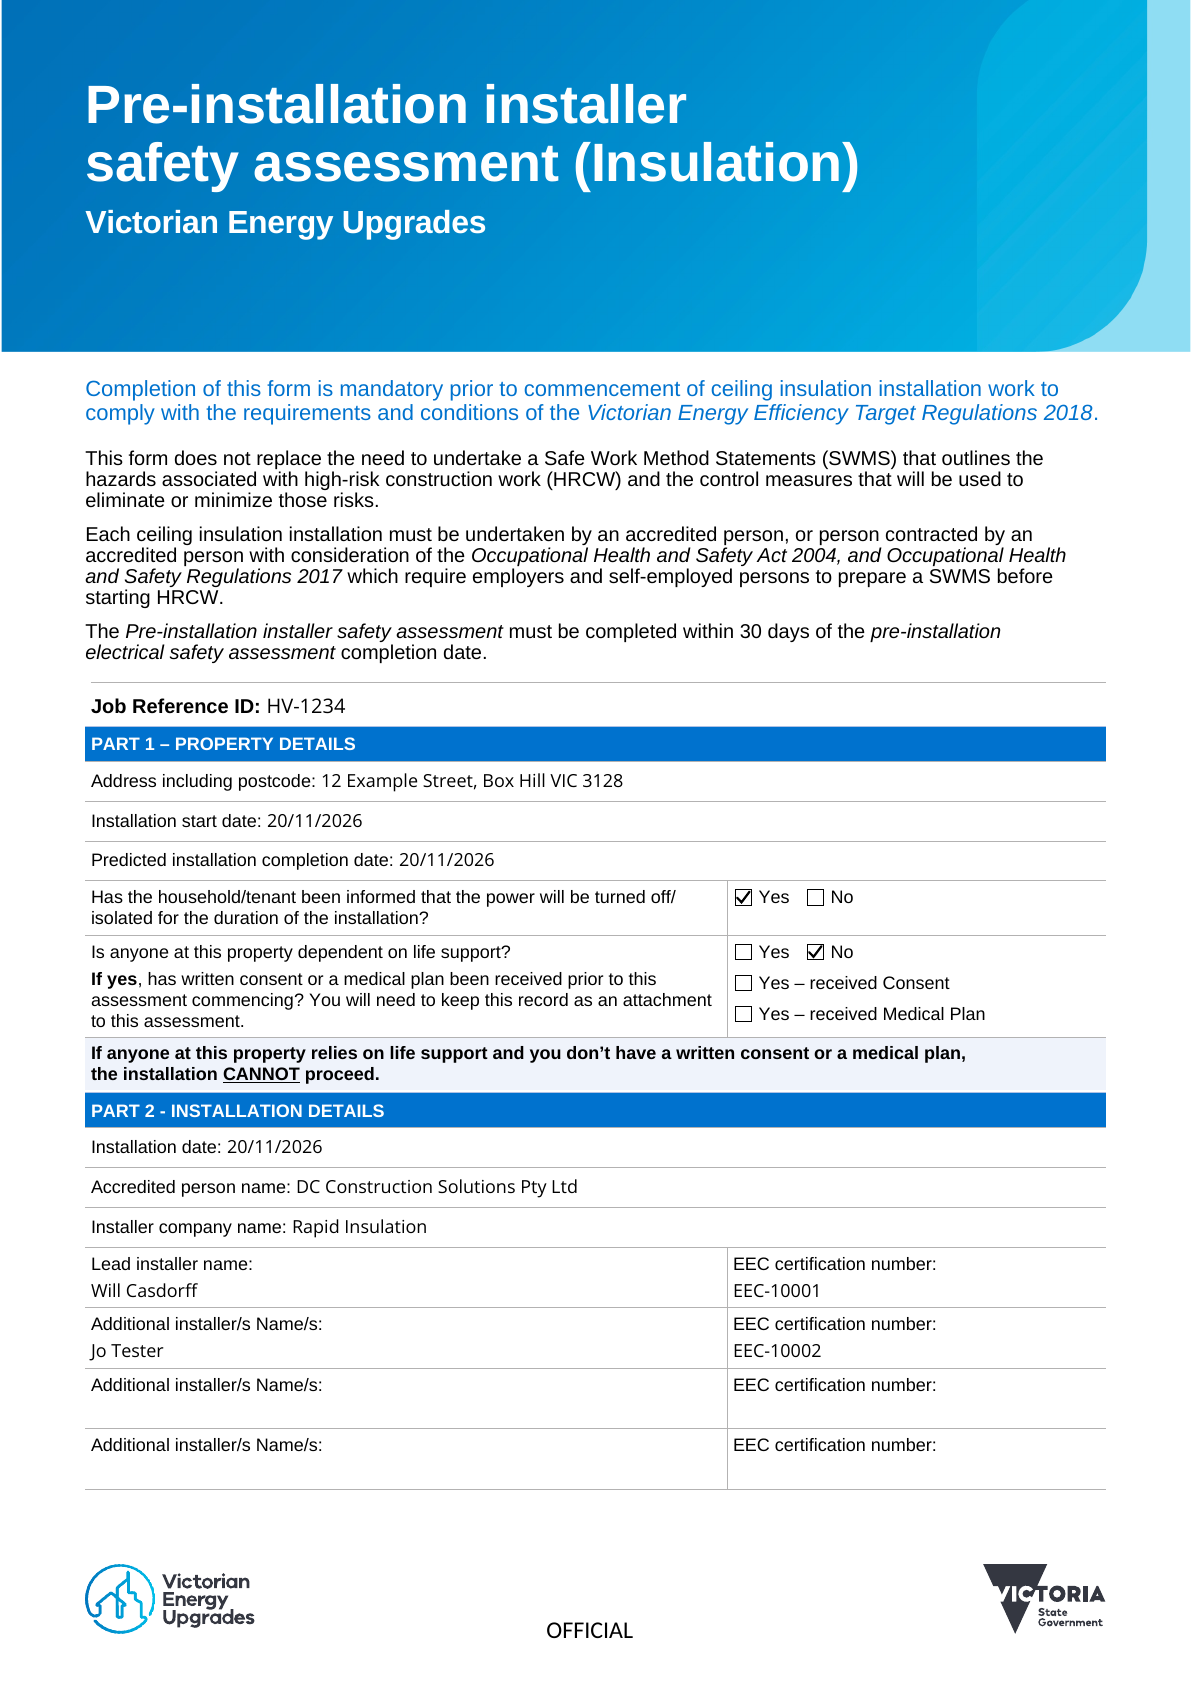 Pre-installation installer
safety assessment (Insulation)
Victorian Energy Upgrades
Completion of this form is mandatory prior to commencement of ceiling insulation installation work to
comply with the requirements and conditions of the Victorian Energy Efficiency Target Regulations 2018.
This form does not replace the need to undertake a Safe Work Method Statements (SWMS) that outlines the
hazards associated with high-risk construction work (HRCW) and the control measures that will be used to
eliminate or minimize those risks.
Each ceiling insulation installation must be undertaken by an accredited person, or person contracted by an
accredited person with consideration of the Occupational Health and Safety Act 2004, and Occupational Health
and Safety Regulations 2017 which require employers and self-employed persons to prepare a SWMS before
starting HRCW.
The Pre-installation installer safety assessment must be completed within 30 days of the pre-installation
electrical safety assessment completion date.
Job Reference ID: HV-1234
PART 1 – PROPERTY DETAILS
Address including postcode: 12 Example Street, Box Hill VIC 3128
Installation start date: 20/11/2026
Predicted installation completion date: 20/11/2026
Has the household/tenant been informed that the power will be turned off/
isolated for the duration of the installation?
Yes No
Is anyone at this property dependent on life support?
Yes No
If yes, has written consent or a medical plan been received prior to this
assessment commencing? You will need to keep this record as an attachment
to this assessment.
Yes – received Consent
Yes – received Medical Plan
If anyone at this property relies on life support and you don’t have a written consent or a medical plan,
the installation CANNOT proceed.
PART 2 - INSTALLATION DETAILS
Installation date: 20/11/2026
Accredited person name: DC Construction Solutions Pty Ltd
Installer company name: Rapid Insulation
Lead installer name:
Will Casdorff
EEC certification number:
EEC-10001
Additional installer/s Name/s:
Jo Tester
EEC certification number:
EEC-10002
Additional installer/s Name/s:
EEC certification number:
Additional installer/s Name/s:
EEC certification number:
Victorian
Energy
Upgrades
OFFICIAL
VICTORIA
State
Government